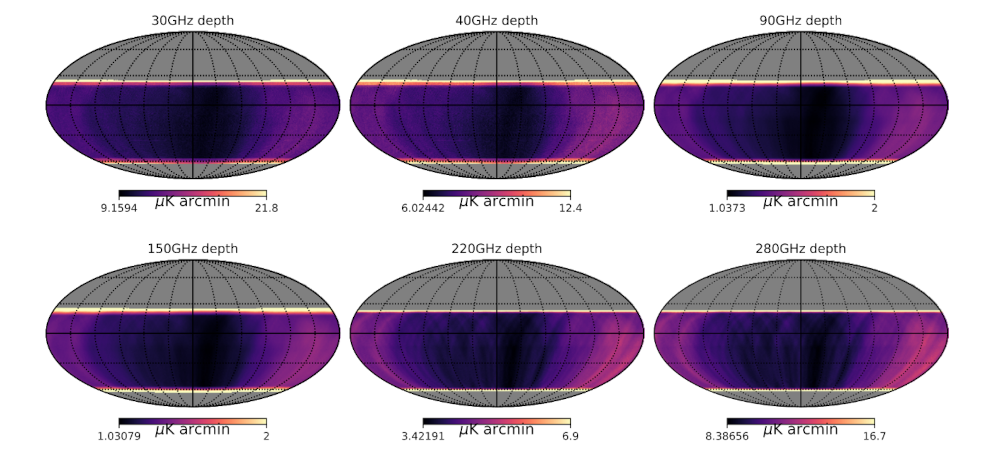 30GHz depth
40GHz depth
90GHz depth
9.1594 μK arcmin 21.8
6.02442 μK arcmin 12.4
1.0373 μK arcmin 2
150GHz depth
220GHz depth
280GHz depth
1.03079 μK arcmin 2
3.42191 μK arcmin 6.9
8.38656 μK arcmin 16.7